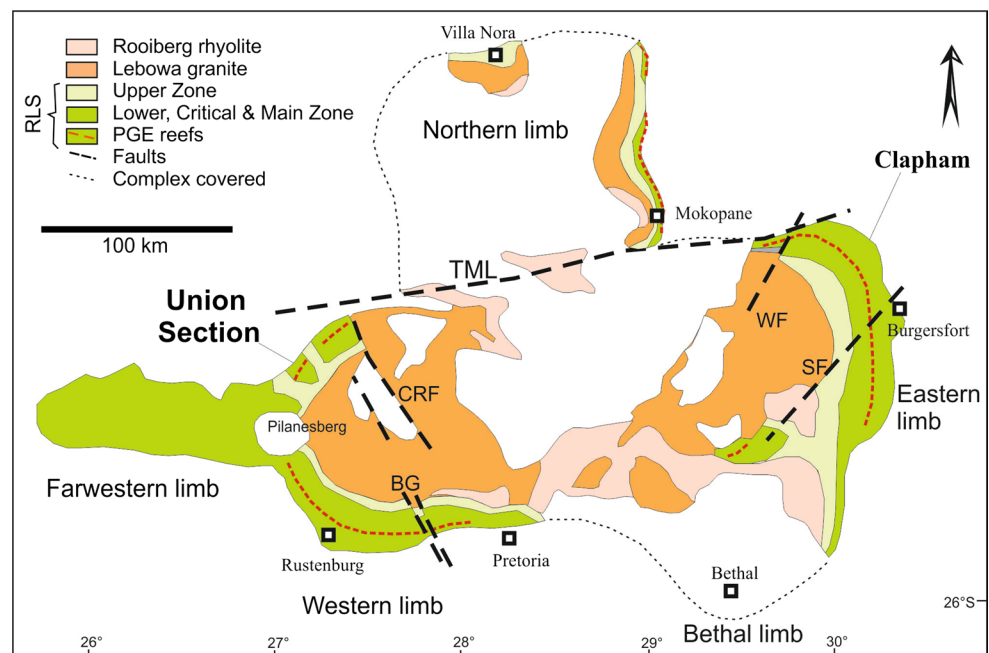 Rooiberg rhyolite
Lebowa granite
Upper Zone
Lower, Critical & Main Zone
PGE reefs
RLS
Faults
Complex covered
100 km
Villa Nora
Northern limb
Mokopane
Clapham
TML
Union
Section
WF
Burgersfort
SF
CRF
Eastern
limb
Pilanesberg
Farwestern limb
BG
Rustenburg
Pretoria
Western limb
Bethal
Bethal limb
26°S
26°
27°
28°
29°
30°